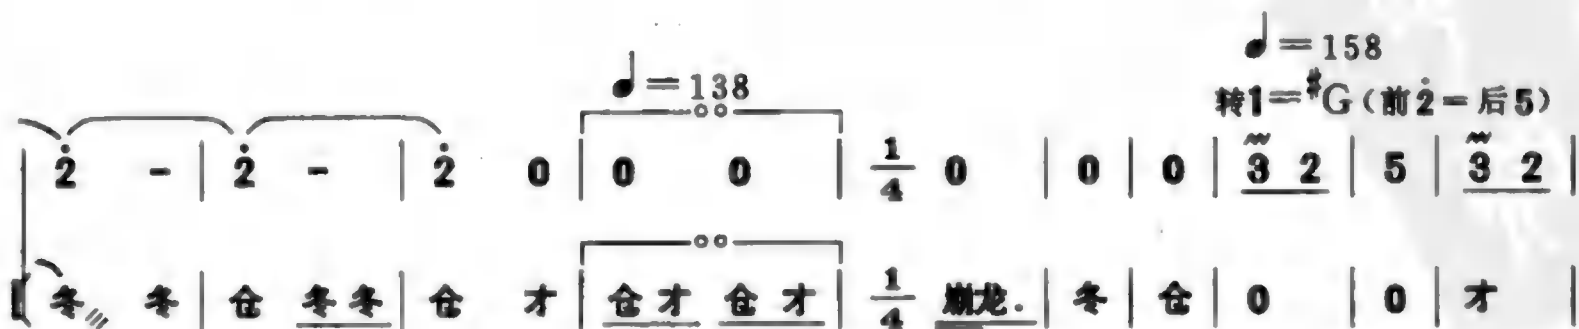 ♩=158
♩=138
转1=#G（前2̇=后5）
2̇ - | 2̇ - | 2̇ 0 | 0 0 | 1/4 0 | 0 | 0 | 3 2 | 5 | 3 2 |
冬 冬 | 仓 冬冬 | 仓 才 | 仓才 仓才 | 1/4 龙. | 冬 | 仓 | 0 | 0 | 才 |